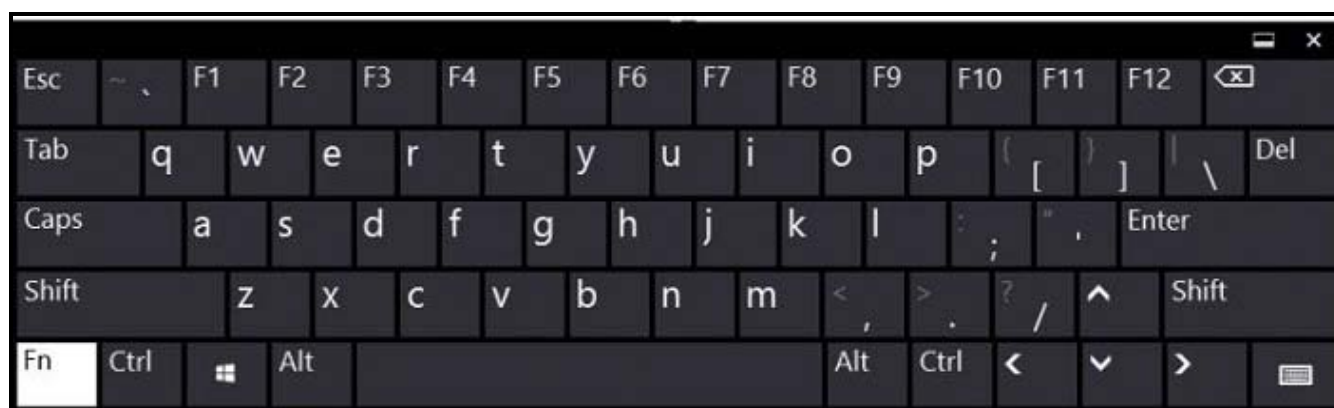 Esc ~ ` F1 F2 F3 F4 F5 F6 F7 F8 F9 F10 F11 F12
Tab q w e r t y u i o p { [ } ] | \ Del
Caps a s d f g h j k l : ; " ' Enter
Shift z x c v b n m < , > . ? / Shift
Fn Ctrl Alt Alt Ctrl